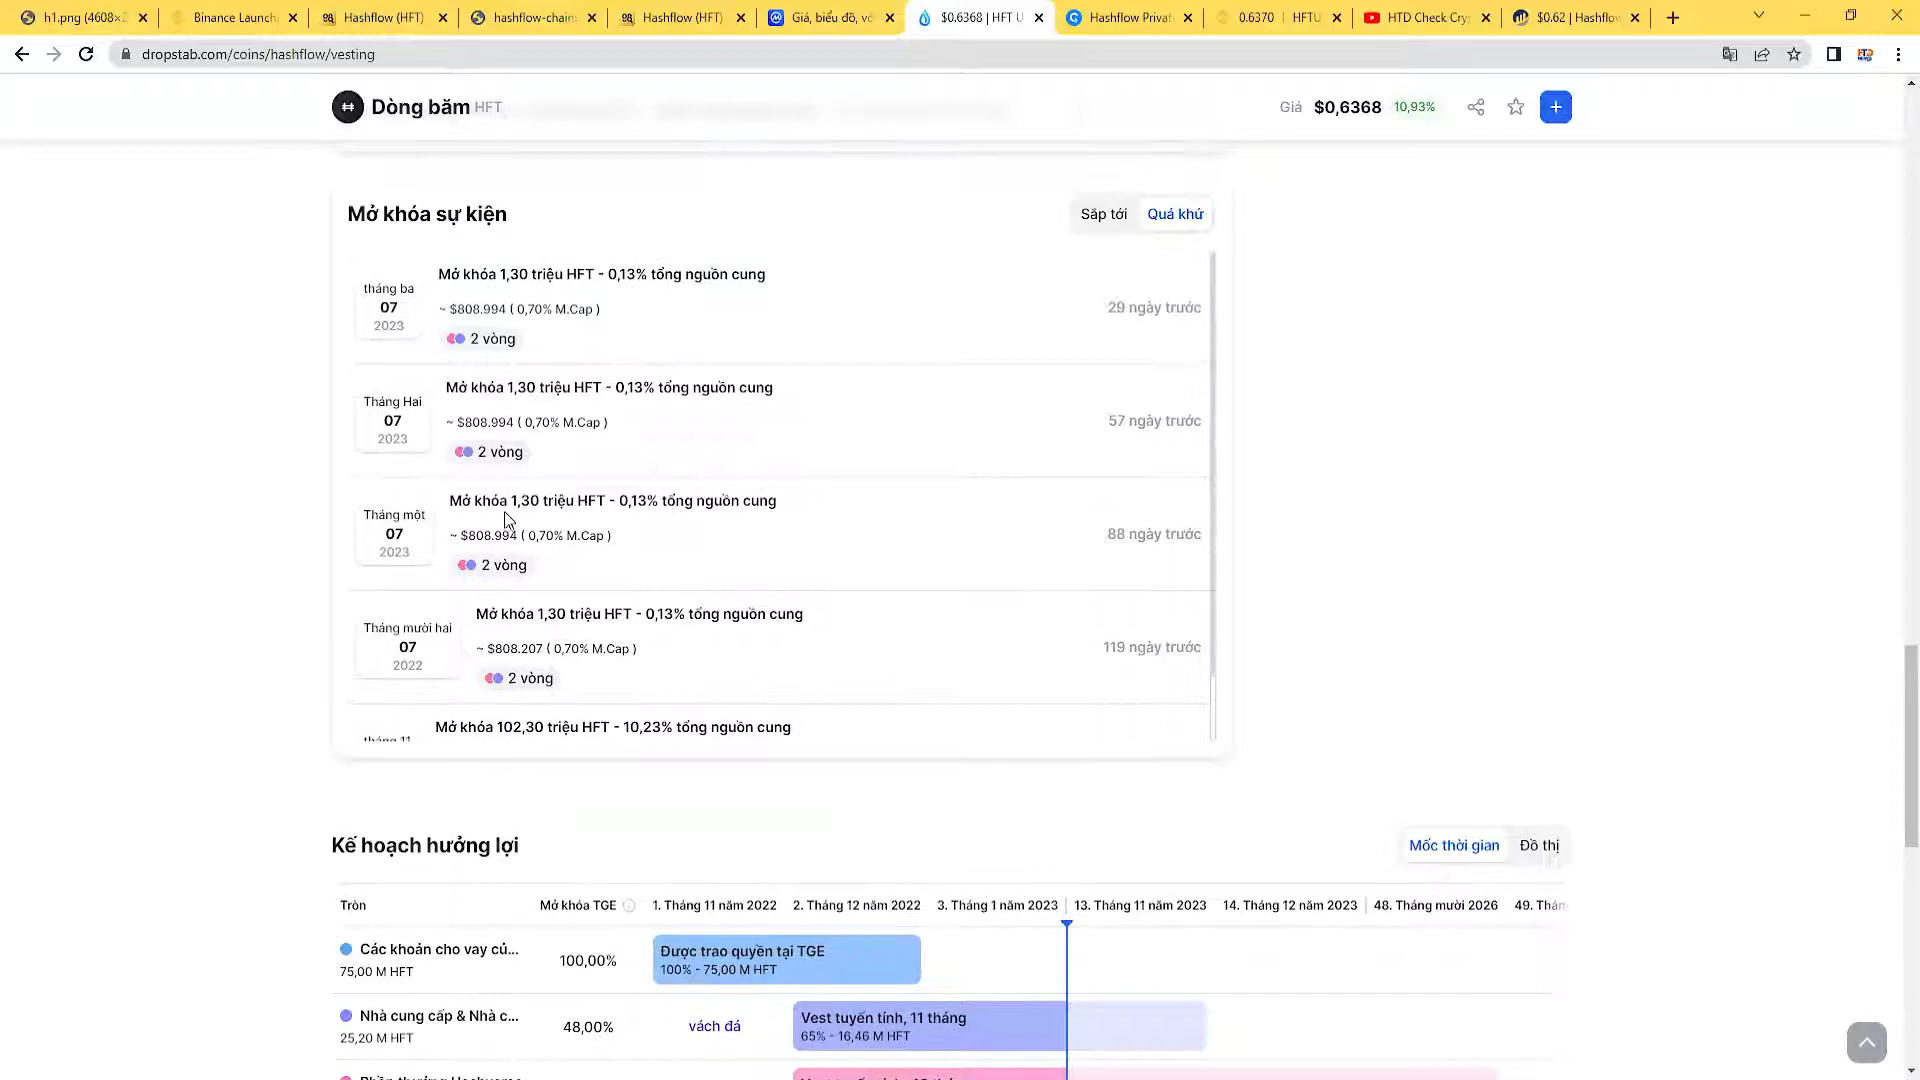 h1.png (4608×2
Binance Launch
Hashflow (HFT)
hashflow-chain
Hashflow (HFT)
Giá, biểu đồ, vố
$0.6368 | HFT U
Hashflow Privat
0.6370 | HFTU
HTD Check Cry
$0.62 | Hashflow
dropstab.com/coins/hashflow/vesting
Dòng băm HFT
Giá $0,6368 10,93%
Mở khóa sự kiện
Sắp tới Quá khứ
tháng ba
07
2023
Mở khóa 1,30 triệu HFT - 0,13% tổng nguồn cung
~ $808.994 ( 0,70% M.Cap )
2 vòng
29 ngày trước
Tháng Hai
07
2023
Mở khóa 1,30 triệu HFT - 0,13% tổng nguồn cung
~ $808.994 ( 0,70% M.Cap )
2 vòng
57 ngày trước
Tháng một
07
2023
Mở khóa 1,30 triệu HFT - 0,13% tổng nguồn cung
~ $808.994 ( 0,70% M.Cap )
2 vòng
88 ngày trước
Tháng mười hai
07
2022
Mở khóa 1,30 triệu HFT - 0,13% tổng nguồn cung
~ $808.207 ( 0,70% M.Cap )
2 vòng
119 ngày trước
tháng 11
Mở khóa 102,30 triệu HFT - 10,23% tổng nguồn cung
Kế hoạch hưởng lợi
Mốc thời gian Đồ thị
Tròn Mở khóa TGE 1. Tháng 11 năm 2022 2. Tháng 12 năm 2022 3. Tháng 1 năm 2023 13. Tháng 11 năm 2023 14. Tháng 12 năm 2023 48. Tháng mười 2026 49. Thán
Các khoản cho vay củ...
75,00 M HFT
100,00%
Được trao quyền tại TGE
100% - 75,00 M HFT
Nhà cung cấp & Nhà c...
25,20 M HFT
48,00%
vách đá
Vest tuyến tính, 11 tháng
65% - 16,46 M HFT